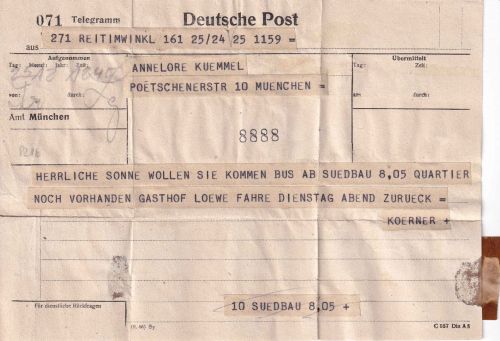 071 Telegramm Deutsche Post
aus 271 REITIMWINKL 161 25/24 25 1159 =
Aufgenommen
Tag: Monat: Jahr: Zeit:
von: durch:
Amt München
ANNELORE KUEMMEL
POETSCHENERSTR 10 MUENCHEN =
Übermittelt
Tag: Zeit:
an: durch:
8888
HERRLICHE SONNE WOLLEN SIE KOMMEN BUS AB SUEDBAU 8,05 QUARTIER
NOCH VORHANDEN GASTHOF LOEWE FAHRE DIENSTAG ABEND ZURUECK =
KOERNER +
Für dienstliche Rückfragen
10 SUEDBAU 8,05 +
C 187 Din A 5